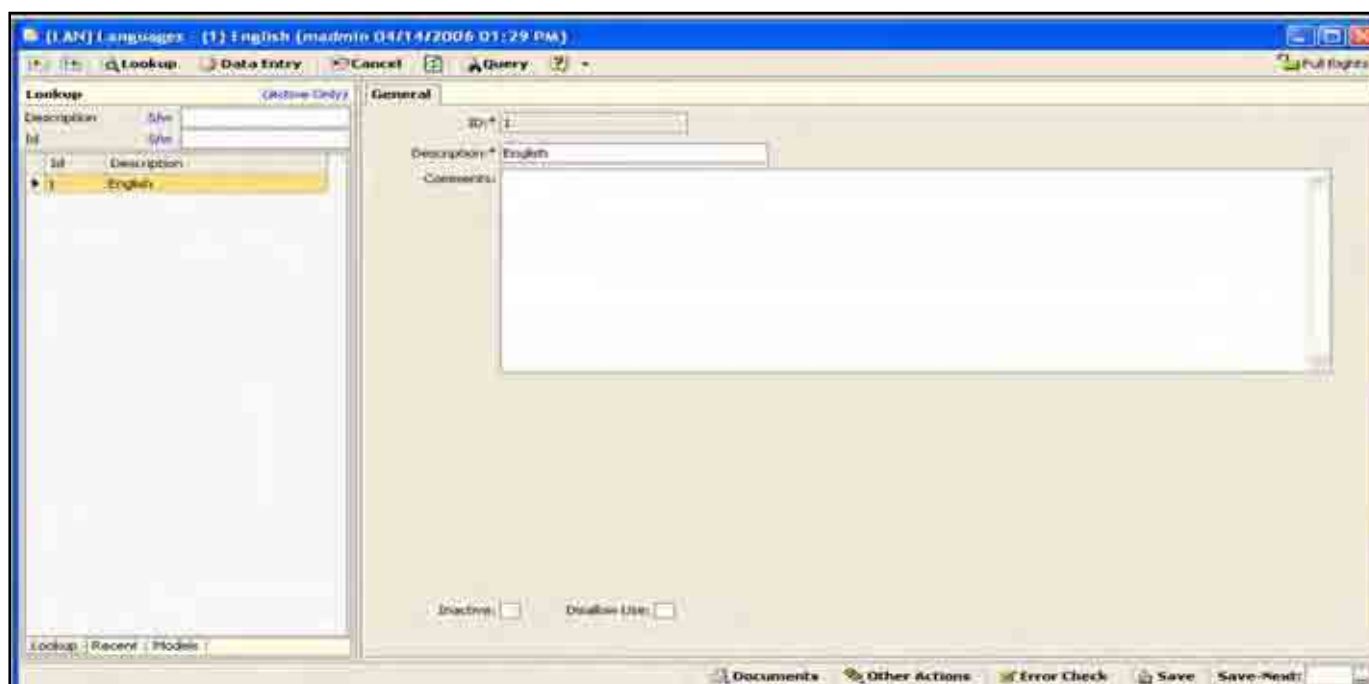 (LAN) Languages - (1) English (madmin 04/14/2006 01:29 PM)
Lookup Data Entry Cancel Query Full Rights
Lookup (Active Only) General
Description S/w
Id S/w
ID:* 1
Description:* English
Comments:
Id Description
1 English
Inactive: Disallow Use:
Lookup Recent Models
Documents Other Actions Error Check Save Save-Next: